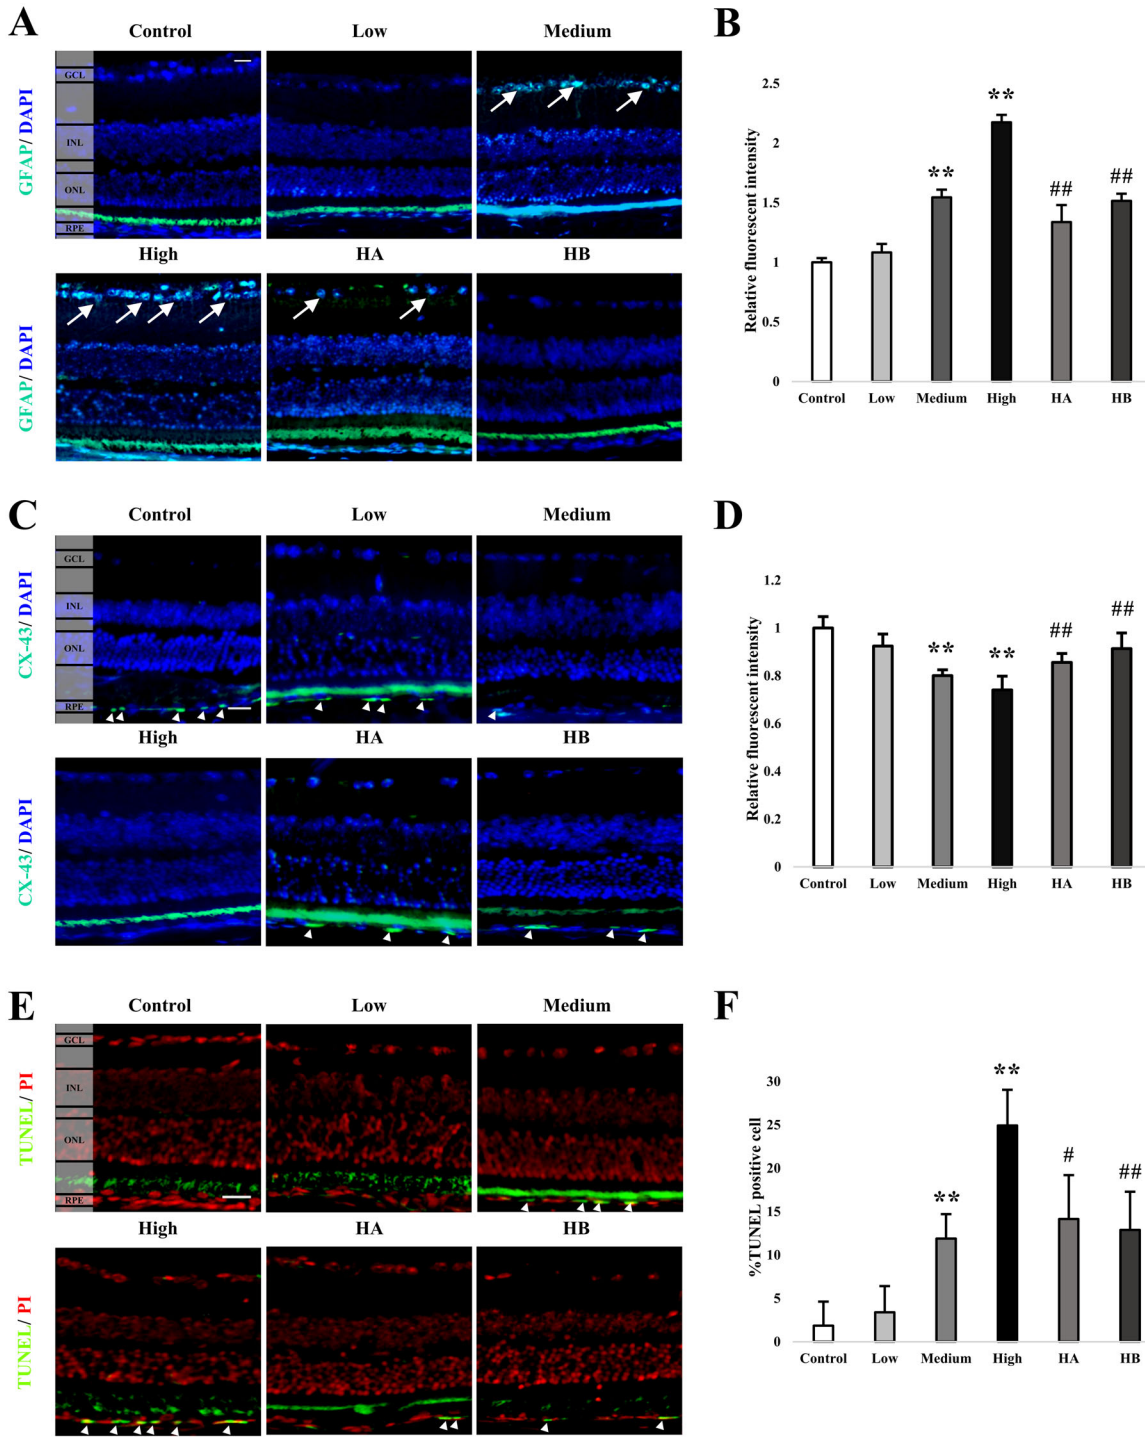 A
Control
Low
Medium
GFAP/ DAPI
GCL
INL
ONL
RPE
High
HA
HB
GFAP/ DAPI
B
Relative fluorescent intensity
2.5
2
1.5
1
0.5
0
**
**
##
##
Control
Low
Medium
High
HA
HB
C
Control
Low
Medium
CX-43/ DAPI
GCL
INL
ONL
RPE
High
HA
HB
CX-43/ DAPI
D
Relative fluorescent intensity
1.2
1
0.8
0.6
0.4
0.2
0
**
**
##
##
Control
Low
Medium
High
HA
HB
E
Control
Low
Medium
TUNEL/ PI
GCL
INL
ONL
RPE
High
HA
HB
TUNEL/ PI
F
%TUNEL positive cell
30
25
20
15
10
5
0
**
**
#
##
Control
Low
Medium
High
HA
HB